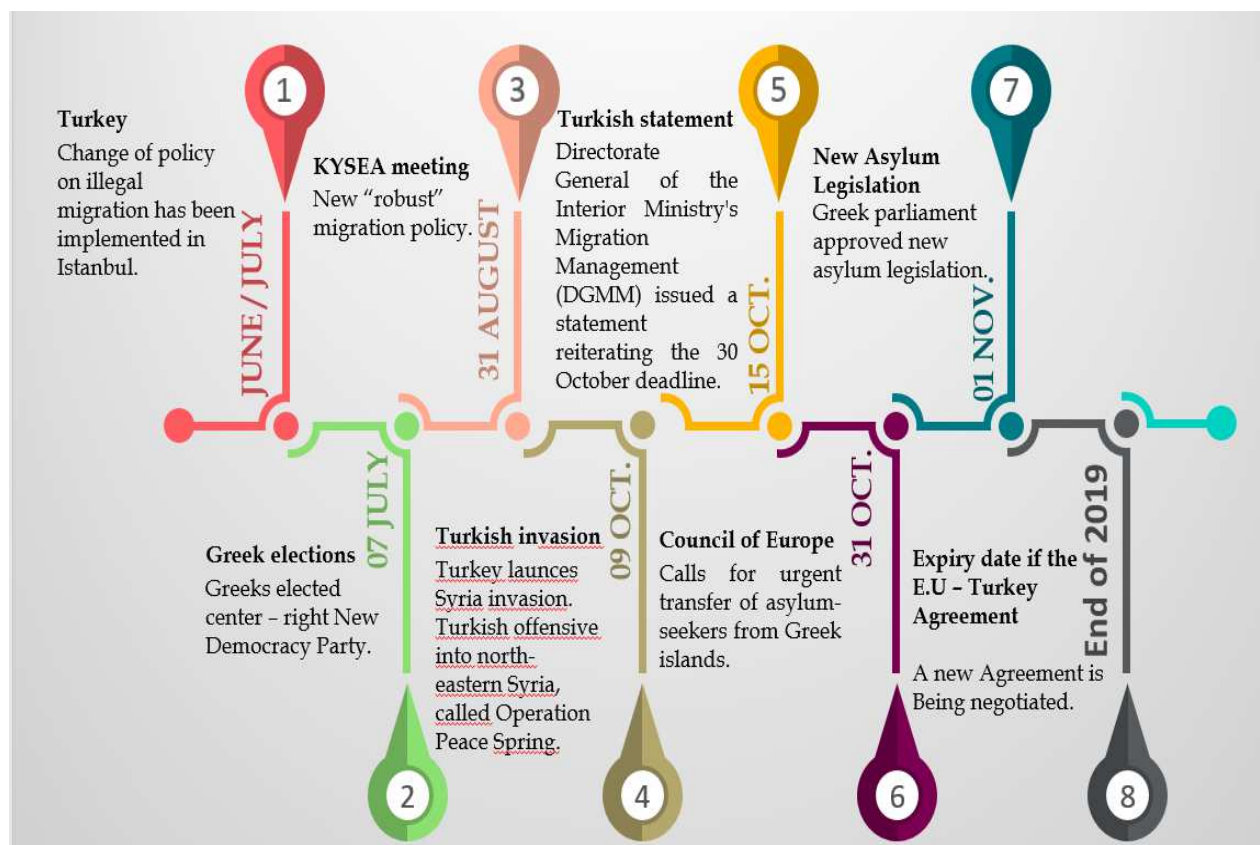 1
Turkey
Change of policy
on illegal
migration has been
implemented in
Istanbul.
JUNE / JULY
2
Greek elections
Greeks elected
center – right New
Democracy Party.
07 JULY
3
KYSEA meeting
New “robust”
migration policy.
31 AUGUST
4
Turkish invasion
Turkey launces
Syria invasion.
Turkish offensive
into north-
eastern Syria,
called Operation
Peace Spring.
09 OCT.
5
Turkish statement
Directorate
General of the
Interior Ministry's
Migration
Management
(DGMM) issued a
statement
reiterating the 30
October deadline.
15 OCT.
6
Council of Europe
Calls for urgent
transfer of asylum-
seekers from Greek
islands.
31 OCT.
7
New Asylum
Legislation
Greek parliament
approved new
asylum legislation.
01 NOV.
8
Expiry date if the
E.U – Turkey
Agreement
A new Agreement is
Being negotiated.
End of 2019